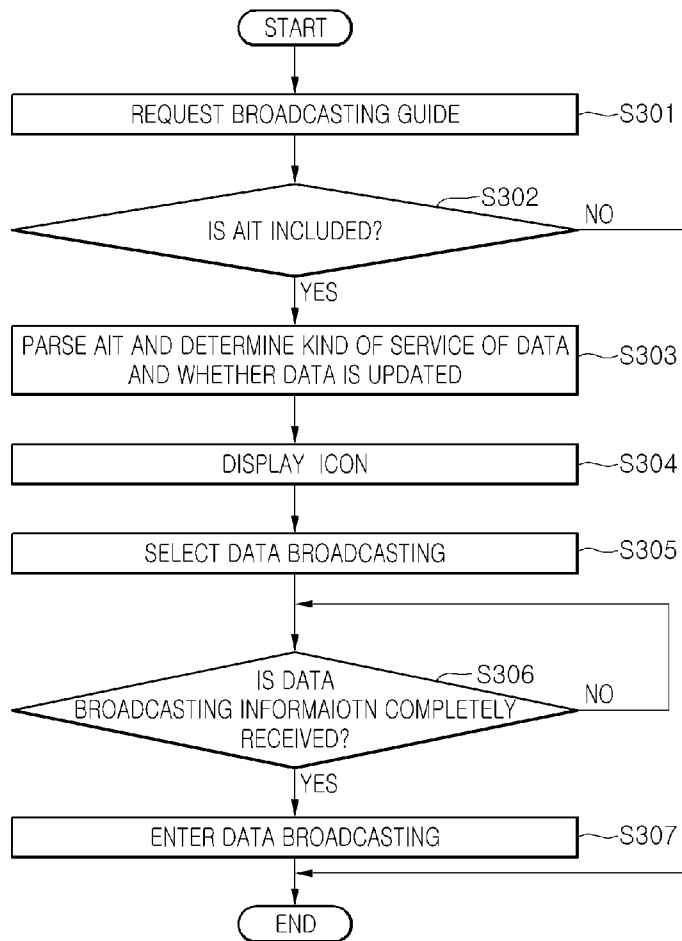 START
REQUEST BROADCASTING GUIDE
S301
S302
IS AIT INCLUDED?
NO
YES
PARSE AIT AND DETERMINE KIND OF SERVICE OF DATA
AND WHETHER DATA IS UPDATED
S303
DISPLAY ICON
S304
SELECT DATA BROADCASTING
S305
S306
IS DATA
BROADCASTING INFORMAIOTN COMPLETELY
RECEIVED?
NO
YES
ENTER DATA BROADCASTING
S307
END